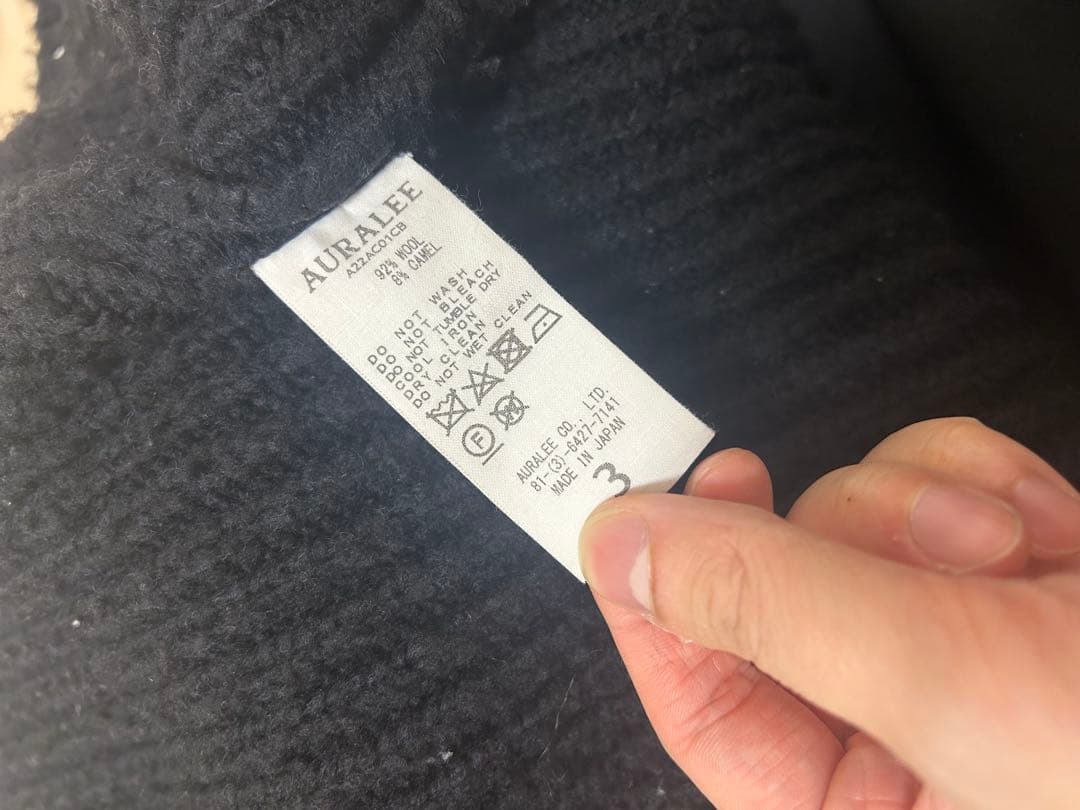 AURALEE
A22AC01CB
92% WOOL
8% CAMEL
DO NOT WASH
DO NOT BLEACH
DO NOT TUMBLE DRY
COOL IRON
DRY CLEAN
DO NOT WET CLEAN
F
W
AURALEE CO., LTD.
81-(3)-6427-7141
MADE IN JAPAN
3